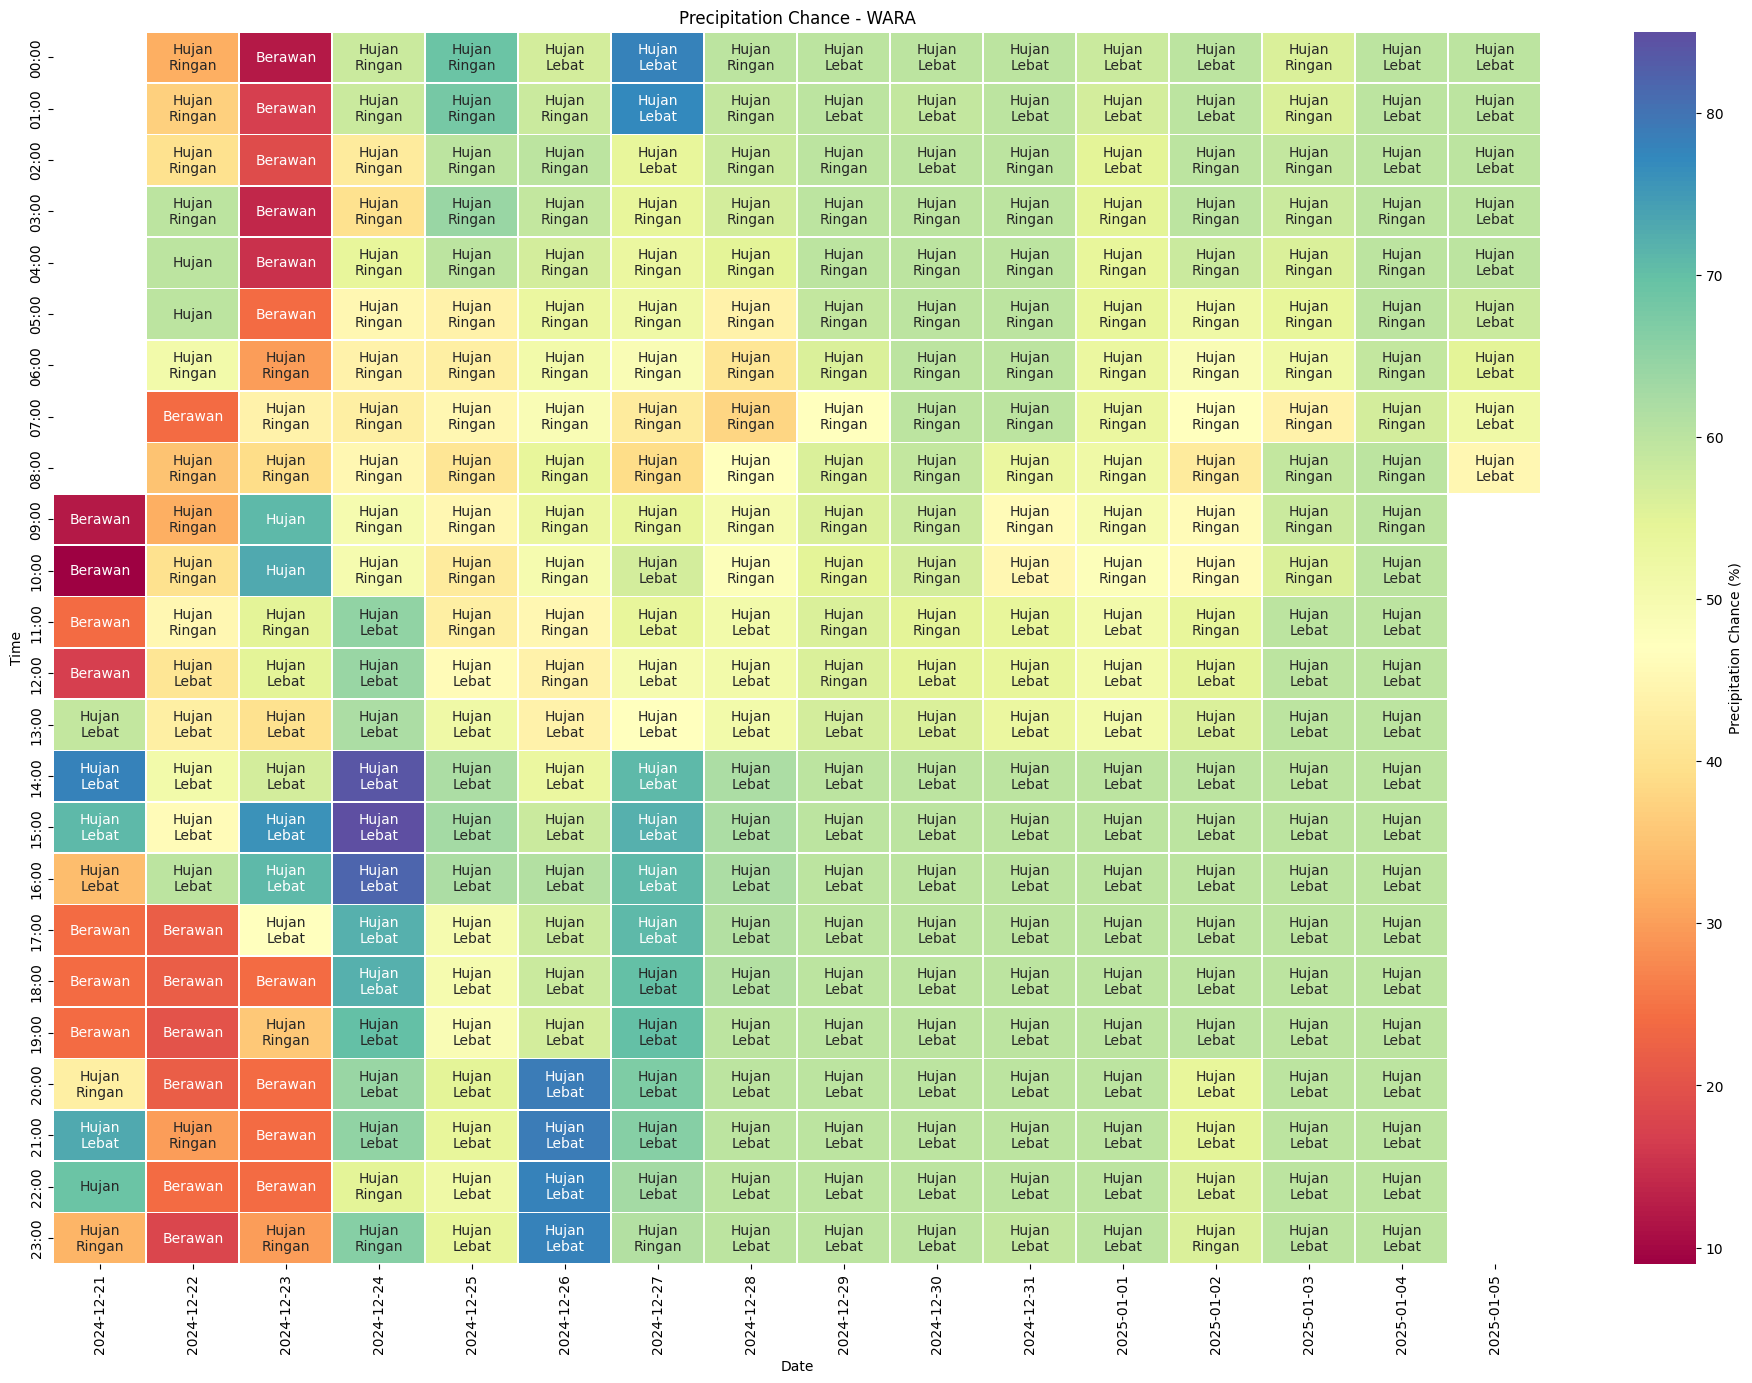 Precipitation Chance - WARA
00:00 Hujan Ringan Berawan Hujan Ringan Hujan Ringan Hujan Lebat Hujan Lebat Hujan Ringan Hujan Lebat Hujan Lebat Hujan Lebat Hujan Lebat Hujan Lebat Hujan Ringan Hujan Lebat Hujan Lebat
01:00 Hujan Ringan Berawan Hujan Ringan Hujan Ringan Hujan Ringan Hujan Lebat Hujan Ringan Hujan Lebat Hujan Lebat Hujan Lebat Hujan Lebat Hujan Lebat Hujan Ringan Hujan Lebat Hujan Lebat
02:00 Hujan Ringan Berawan Hujan Ringan Hujan Ringan Hujan Ringan Hujan Lebat Hujan Ringan Hujan Ringan Hujan Lebat Hujan Ringan Hujan Lebat Hujan Ringan Hujan Ringan Hujan Lebat Hujan Lebat
03:00 Hujan Ringan Berawan Hujan Ringan Hujan Ringan Hujan Ringan Hujan Ringan Hujan Ringan Hujan Ringan Hujan Ringan Hujan Ringan Hujan Ringan Hujan Ringan Hujan Ringan Hujan Ringan Hujan Lebat
04:00 Hujan Berawan Hujan Ringan Hujan Ringan Hujan Ringan Hujan Ringan Hujan Ringan Hujan Ringan Hujan Ringan Hujan Ringan Hujan Ringan Hujan Ringan Hujan Ringan Hujan Ringan Hujan Lebat
05:00 Hujan Berawan Hujan Ringan Hujan Ringan Hujan Ringan Hujan Ringan Hujan Ringan Hujan Ringan Hujan Ringan Hujan Ringan Hujan Ringan Hujan Ringan Hujan Ringan Hujan Ringan Hujan Lebat
06:00 Hujan Ringan Hujan Ringan Hujan Ringan Hujan Ringan Hujan Ringan Hujan Ringan Hujan Ringan Hujan Ringan Hujan Ringan Hujan Ringan Hujan Ringan Hujan Ringan Hujan Ringan Hujan Ringan Hujan Lebat
07:00 Berawan Hujan Ringan Hujan Ringan Hujan Ringan Hujan Ringan Hujan Ringan Hujan Ringan Hujan Ringan Hujan Ringan Hujan Ringan Hujan Ringan Hujan Ringan Hujan Ringan Hujan Ringan Hujan Lebat
08:00 Hujan Ringan Hujan Ringan Hujan Ringan Hujan Ringan Hujan Ringan Hujan Ringan Hujan Ringan Hujan Ringan Hujan Ringan Hujan Ringan Hujan Ringan Hujan Ringan Hujan Ringan Hujan Ringan Hujan Lebat
09:00 Berawan Hujan Ringan Hujan Hujan Ringan Hujan Ringan Hujan Ringan Hujan Ringan Hujan Ringan Hujan Ringan Hujan Ringan Hujan Ringan Hujan Ringan Hujan Ringan Hujan Ringan Hujan Ringan
10:00 Berawan Hujan Ringan Hujan Hujan Ringan Hujan Ringan Hujan Ringan Hujan Lebat Hujan Ringan Hujan Ringan Hujan Ringan Hujan Lebat Hujan Ringan Hujan Ringan Hujan Ringan Hujan Lebat
11:00 Berawan Hujan Ringan Hujan Ringan Hujan Lebat Hujan Ringan Hujan Ringan Hujan Lebat Hujan Lebat Hujan Ringan Hujan Ringan Hujan Lebat Hujan Lebat Hujan Ringan Hujan Lebat Hujan Lebat
12:00 Berawan Hujan Lebat Hujan Lebat Hujan Lebat Hujan Lebat Hujan Ringan Hujan Lebat Hujan Lebat Hujan Ringan Hujan Lebat Hujan Lebat Hujan Lebat Hujan Lebat Hujan Lebat Hujan Lebat
13:00 Hujan Lebat Hujan Lebat Hujan Lebat Hujan Lebat Hujan Lebat Hujan Lebat Hujan Lebat Hujan Lebat Hujan Lebat Hujan Lebat Hujan Lebat Hujan Lebat Hujan Lebat Hujan Lebat Hujan Lebat
14:00 Hujan Lebat Hujan Lebat Hujan Lebat Hujan Lebat Hujan Lebat Hujan Lebat Hujan Lebat Hujan Lebat Hujan Lebat Hujan Lebat Hujan Lebat Hujan Lebat Hujan Lebat Hujan Lebat Hujan Lebat
15:00 Hujan Lebat Hujan Lebat Hujan Lebat Hujan Lebat Hujan Lebat Hujan Lebat Hujan Lebat Hujan Lebat Hujan Lebat Hujan Lebat Hujan Lebat Hujan Lebat Hujan Lebat Hujan Lebat Hujan Lebat
16:00 Hujan Lebat Hujan Lebat Hujan Lebat Hujan Lebat Hujan Lebat Hujan Lebat Hujan Lebat Hujan Lebat Hujan Lebat Hujan Lebat Hujan Lebat Hujan Lebat Hujan Lebat Hujan Lebat Hujan Lebat
17:00 Berawan Berawan Hujan Lebat Hujan Lebat Hujan Lebat Hujan Lebat Hujan Lebat Hujan Lebat Hujan Lebat Hujan Lebat Hujan Lebat Hujan Lebat Hujan Lebat Hujan Lebat Hujan Lebat
18:00 Berawan Berawan Berawan Hujan Lebat Hujan Lebat Hujan Lebat Hujan Lebat Hujan Lebat Hujan Lebat Hujan Lebat Hujan Lebat Hujan Lebat Hujan Lebat Hujan Lebat Hujan Lebat
19:00 Berawan Berawan Hujan Ringan Hujan Lebat Hujan Lebat Hujan Lebat Hujan Lebat Hujan Lebat Hujan Lebat Hujan Lebat Hujan Lebat Hujan Lebat Hujan Lebat Hujan Lebat Hujan Lebat
20:00 Hujan Ringan Berawan Berawan Hujan Lebat Hujan Lebat Hujan Lebat Hujan Lebat Hujan Lebat Hujan Lebat Hujan Lebat Hujan Lebat Hujan Lebat Hujan Lebat Hujan Lebat Hujan Lebat
21:00 Hujan Lebat Hujan Ringan Berawan Hujan Lebat Hujan Lebat Hujan Lebat Hujan Lebat Hujan Lebat Hujan Lebat Hujan Lebat Hujan Lebat Hujan Lebat Hujan Lebat Hujan Lebat Hujan Lebat
22:00 Hujan Berawan Berawan Hujan Ringan Hujan Lebat Hujan Lebat Hujan Lebat Hujan Lebat Hujan Lebat Hujan Lebat Hujan Lebat Hujan Lebat Hujan Lebat Hujan Lebat Hujan Lebat
23:00 Hujan Ringan Berawan Hujan Ringan Hujan Ringan Hujan Lebat Hujan Lebat Hujan Ringan Hujan Lebat Hujan Lebat Hujan Lebat Hujan Lebat Hujan Lebat Hujan Ringan Hujan Lebat Hujan Lebat
Time
2024-12-21 2024-12-22 2024-12-23 2024-12-24 2024-12-25 2024-12-26 2024-12-27 2024-12-28 2024-12-29 2024-12-30 2024-12-31 2025-01-01 2025-01-02 2025-01-03 2025-01-04 2025-01-05
Date
80
70
60
50
40
30
20
10
Precipitation Chance (%)